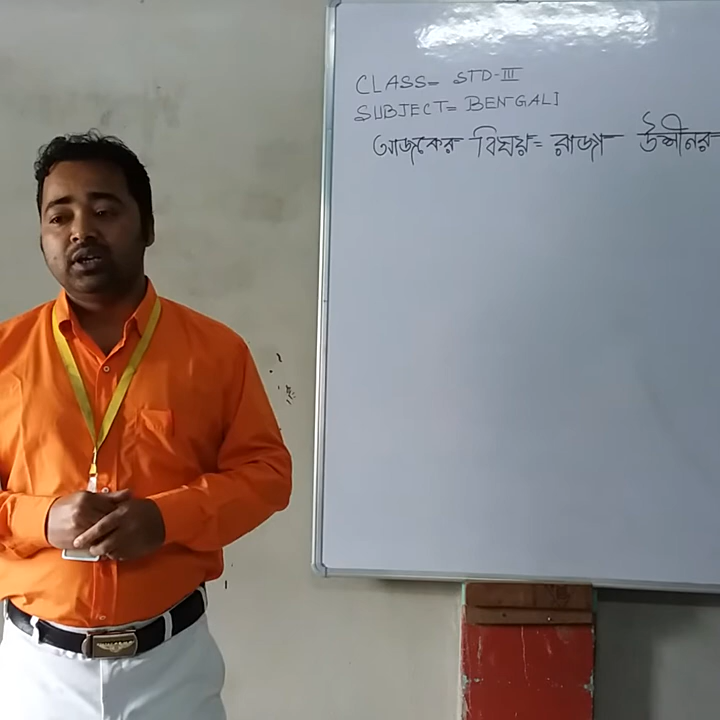 CLASS= STD-III
SUBJECT= BENGALI
আজকের বিষয়= রাজা উশীনর